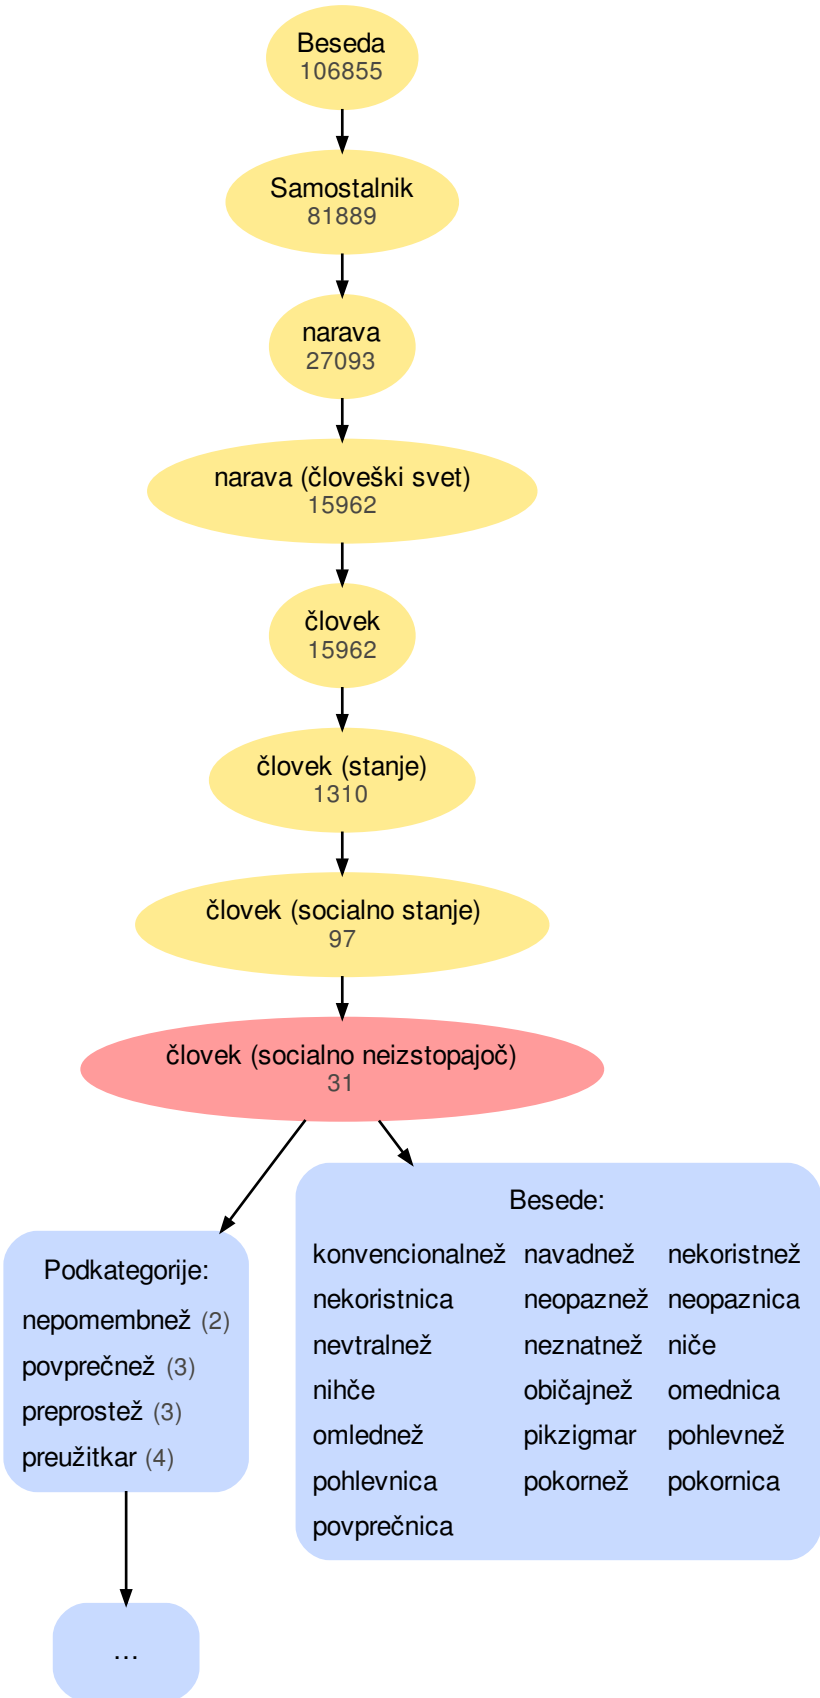 Beseda
106855
Samostalnik
81889
narava
27093
narava (človeški svet)
15962
človek
15962
človek (stanje)
1310
človek (socialno stanje)
97
človek (socialno neizstopajoč)
31
Podkategorije:
nepomembnež (2)
povprečnež (3)
preprostež (3)
preužitkar (4)
...
Besede:
konvencionalnež navadnež nekoristnež
nekoristnica neopaznež neopaznica
nevtralnež neznatnež niče
nihče običajnež omednica
omlednež pikzigmar pohlevnež
pohlevnica pokornež pokornica
povprečnica